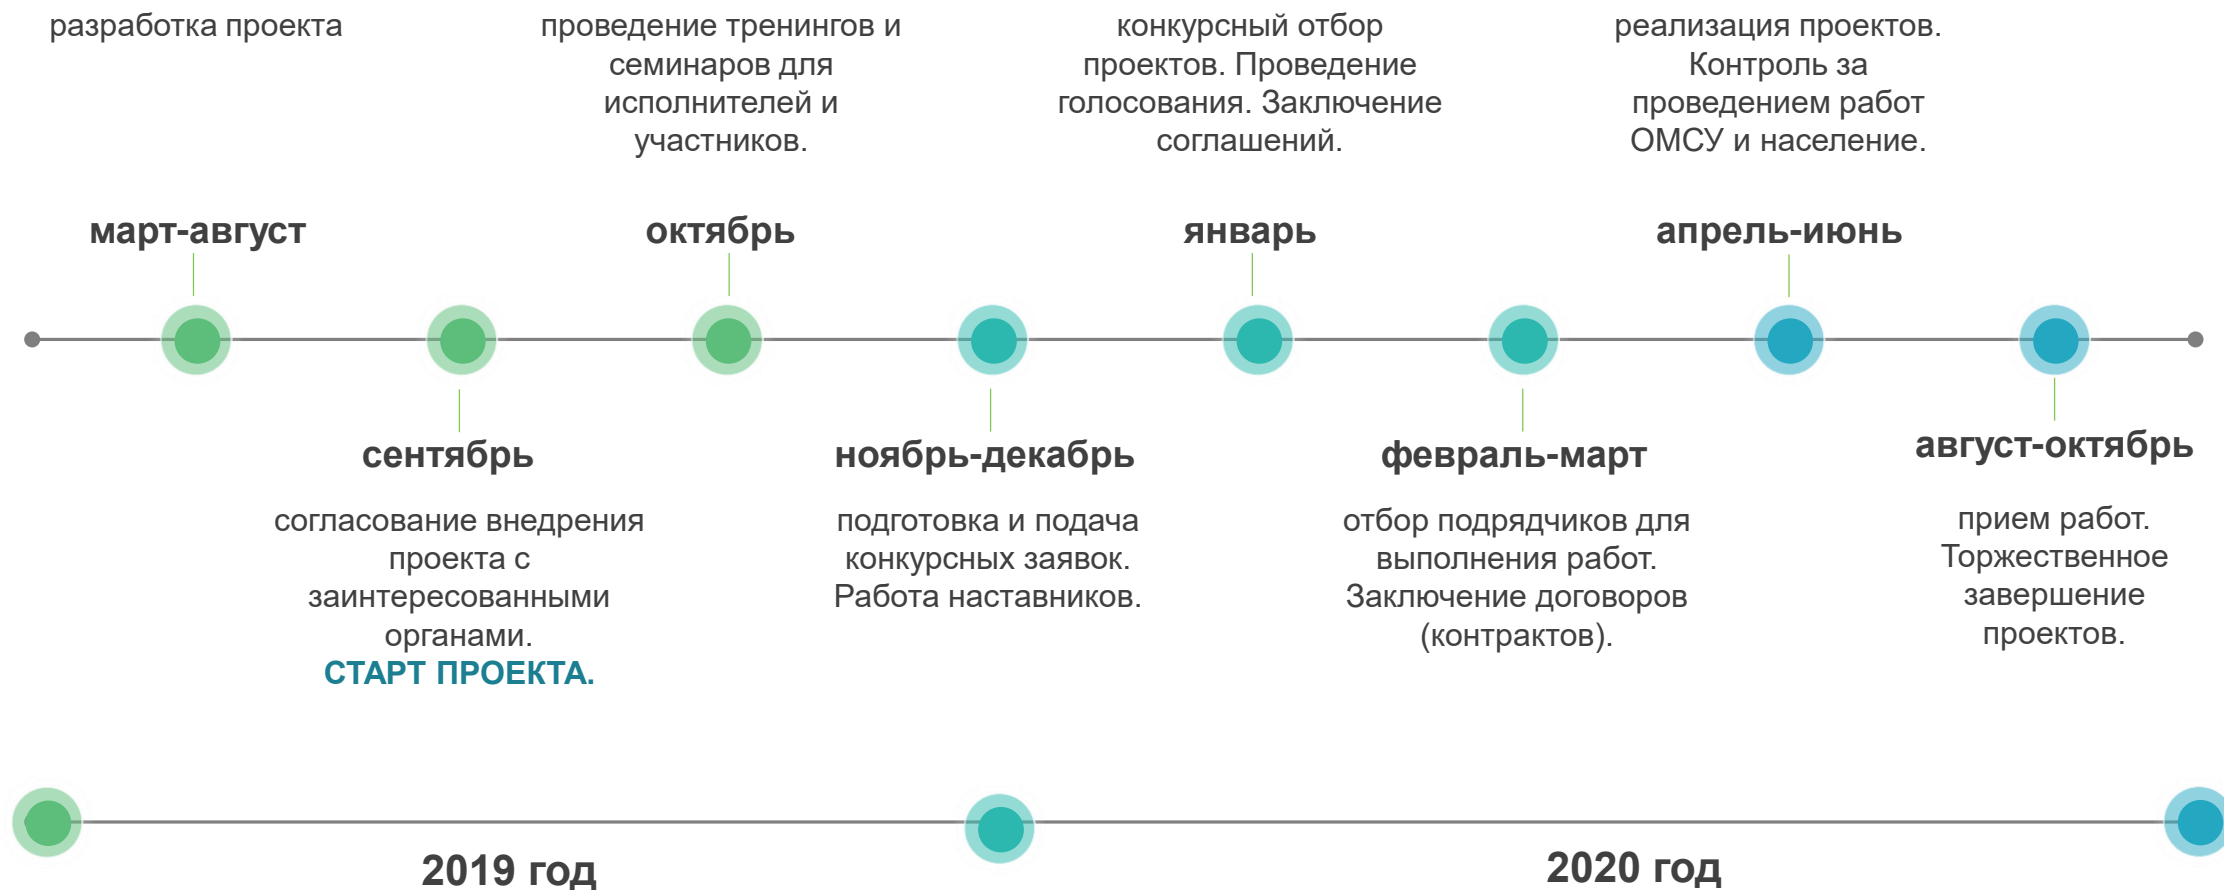 разработка проекта
проведение тренингов и
семинаров для
исполнителей и
участников.
конкурсный отбор
проектов. Проведение
голосования. Заключение
соглашений.
реализация проектов.
Контроль за
проведением работ
ОМСУ и население.
март-август
октябрь
январь
апрель-июнь
сентябрь
ноябрь-декабрь
февраль-март
август-октябрь
согласование внедрения
проекта с
заинтересованными
органами.
СТАРТ ПРОЕКТА.
подготовка и подача
конкурсных заявок.
Работа наставников.
отбор подрядчиков для
выполнения работ.
Заключение договоров
(контрактов).
прием работ.
Торжественное
завершение
проектов.
2019 год
2020 год